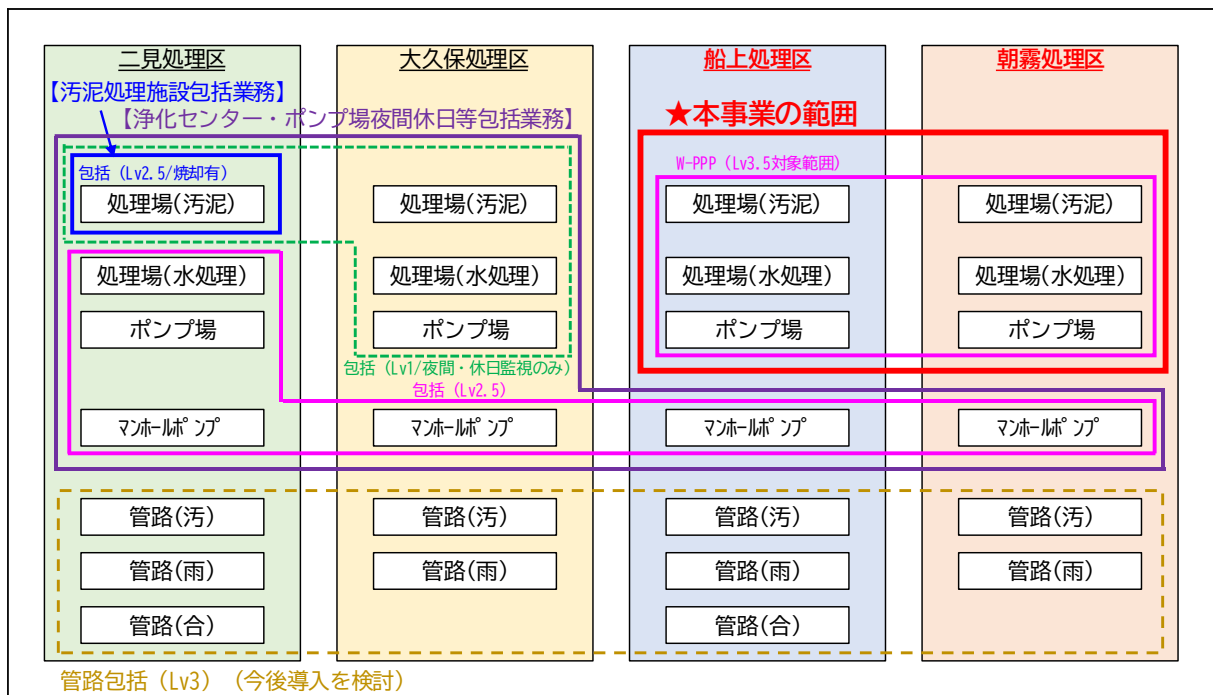 二見処理区
大久保処理区
船上処理区
朝霧処理区
【汚泥処理施設包括業務】
【浄化センター・ポンプ場夜間休日等包括業務】
★本事業の範囲
包括（Lv2.5/焼却有）
W-PPP（Lv3.5対象範囲）
処理場(汚泥)
処理場(汚泥)
処理場(汚泥)
処理場(汚泥)
処理場(水処理)
処理場(水処理)
処理場(水処理)
処理場(水処理)
ポンプ場
ポンプ場
ポンプ場
ポンプ場
包括（Lv1/夜間・休日監視のみ）
包括（Lv2.5）
ﾏﾝﾎｰﾙﾎﾟﾝﾌﾟ
ﾏﾝﾎｰﾙﾎﾟﾝﾌﾟ
ﾏﾝﾎｰﾙﾎﾟﾝﾌﾟ
ﾏﾝﾎｰﾙﾎﾟﾝﾌﾟ
管路(汚)
管路(汚)
管路(汚)
管路(汚)
管路(雨)
管路(雨)
管路(雨)
管路(雨)
管路(合)
管路(合)
管路包括（Lv3）（今後導入を検討）